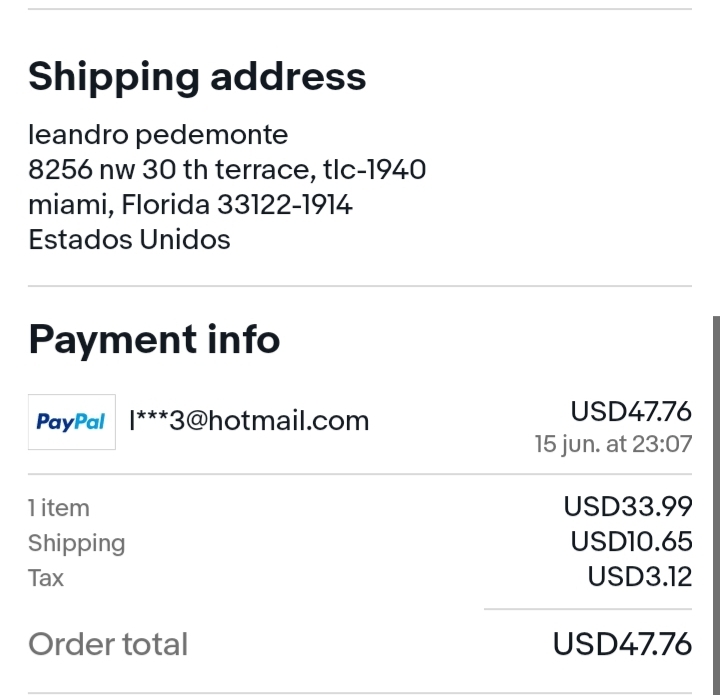 Shipping address
leandro pedemonte
8256 nw 30 th terrace, tlc-1940
miami, Florida 33122-1914
Estados Unidos
Payment info
PayPal l***3@hotmail.com USD47.76
15 jun. at 23:07
1 item USD33.99
Shipping USD10.65
Tax USD3.12
Order total USD47.76